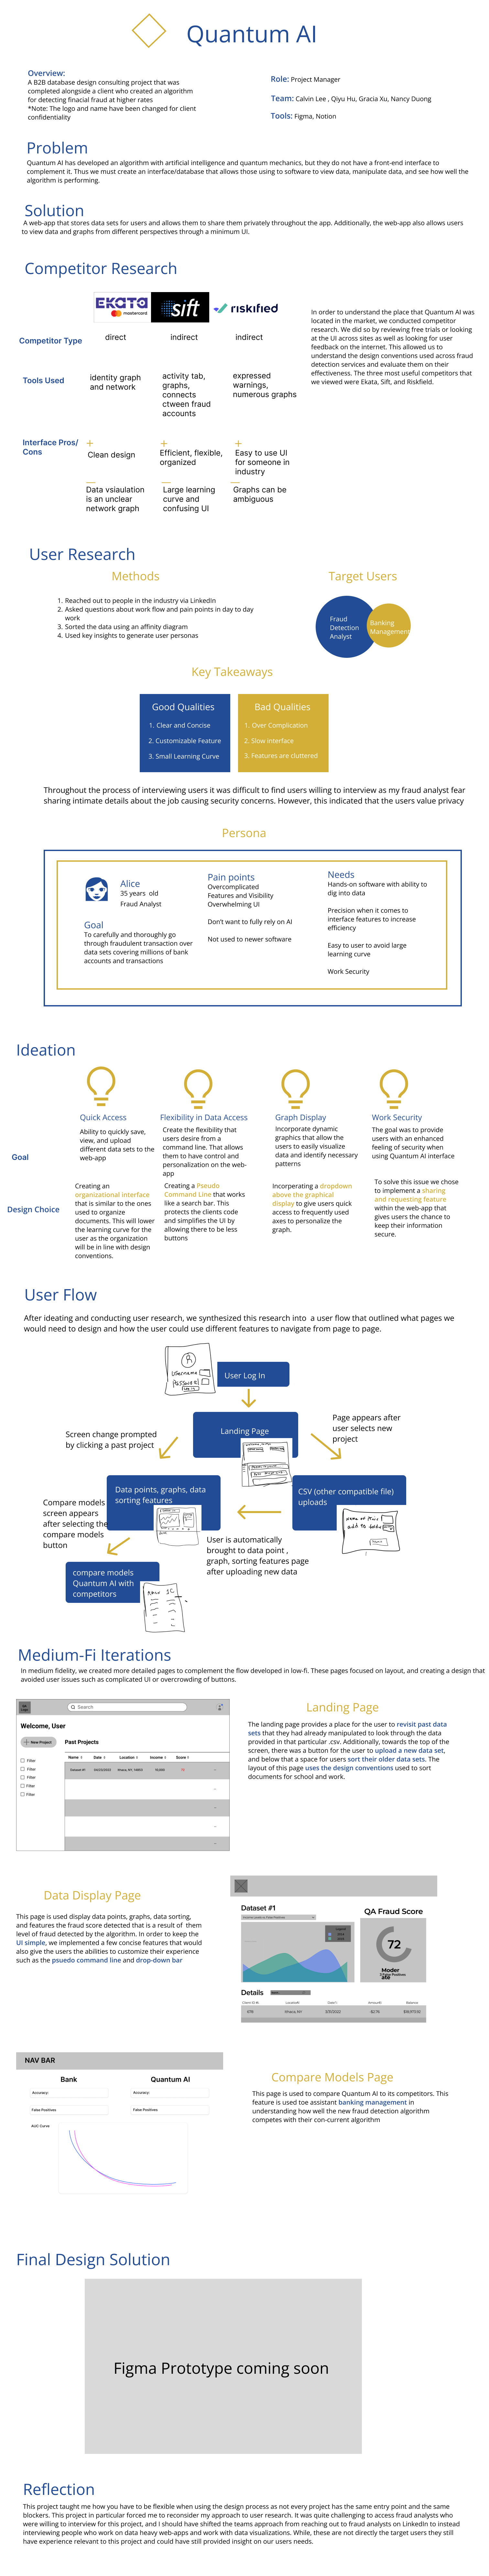 Quantum AI
Overview:
A B2B database design consulting project that was
completed alongside a client who created an algorithm
for detecting finacial fraud at higher rates
*Note: The logo and name have been changed for client
confidentiality
Role: Project Manager
Team: Calvin Lee , Qiyu Hu, Gracia Xu, Nancy Duong
Tools: Figma, Notion
Problem
Quantum AI has developed an algorithm with artificial intelligence and quantum mechanics, but they do not have a front-end interface to
complement it. Thus we must create an interface/database that allows those using to software to view data, manipulate data, and see how well the
algorithm is performing.
Solution
A web-app that stores data sets for users and allows them to share them privately throughout the app. Additionally, the web-app also allows users
to view data and graphs from different perspectives through a minimum UI.
Competitor Research
EKATA
mastercard
sift
riskified
Competitor Type
direct
indirect
indirect
Tools Used
identity graph
and network
activity tab,
graphs,
connects
ctween fraud
accounts
expressed
warnings,
numerous graphs
Interface Pros/
Cons
+
Clean design
+
Efficient, flexible,
organized
+
Easy to use UI
for someone in
industry
Data vsiaulation
is an unclear
network graph
Large learning
curve and
confusing UI
Graphs can be
ambiguous
In order to understand the place that Quantum AI was
located in the market, we conducted competitor
research. We did so by reviewing free trials or looking
at the UI across sites as well as looking for user
feedback on the internet. This allowed us to
understand the design conventions used across fraud
detection services and evaluate them on their
effectiveness. The three most useful competitors that
we viewed were Ekata, Sift, and Riskfield.
User Research
Methods
1. Reached out to people in the industry via LinkedIn
2. Asked questions about work flow and pain points in day to day
work
3. Sorted the data using an affinity diagram
4. Used key insights to generate user personas
Target Users
Fraud
Detection
Analyst
Banking
Management
Key Takeaways
Good Qualities
1. Clear and Concise
2. Customizable Feature
3. Small Learning Curve
Bad Qualities
1. Over Complication
2. Slow interface
3. Features are cluttered
Throughout the process of interviewing users it was difficult to find users willing to interview as my fraud analyst fear
sharing intimate details about the job causing security concerns. However, this indicated that the users value privacy
Persona
Alice
35 years old
Fraud Analyst
Goal
To carefully and thoroughly go
through fraudulent transaction over
data sets covering millions of bank
accounts and transactions
Pain points
Overcomplicated
Features and Visibility
Overwhelming UI
Don't want to fully rely on AI
Not used to newer software
Needs
Hands-on software with ability to
dig into data
Precision when it comes to
interface features to increase
efficiency
Easy to user to avoid large
learning curve
Work Security
Ideation
Quick Access
Flexibility in Data Access
Graph Display
Work Security
Goal
Ability to quickly save,
view, and upload
different data sets to the
web-app
Create the flexibility that
users desire from a
command line. That allows
them to have control and
personalization on the web-
app
Incorporate dynamic
graphics that allow the
users to easily visualize
data and identify necessary
patterns
The goal was to provide
users with an enhanced
feeling of security when
using Quantum AI interface
Design Choice
Creating an
organizational interface
that is similar to the ones
used to organize
documents. This will lower
the learning curve for the
user as the organization
will be in line with design
conventions.
Creating a Pseudo
Command Line that works
like a search bar. This
protects the clients code
and simplifies the UI by
allowing there to be less
buttons
Incorperating a dropdown
above the graphical
display to give users quick
access to frequently used
axes to personalize the
graph.
To solve this issue we chose
to implement a sharing
and requesting feature
within the web-app that
gives users the chance to
keep their information
secure.
User Flow
After ideating and conducting user research, we synthesized this research into a user flow that outlined what pages we
would need to design and how the user could use different features to navigate from page to page.
Username
Password
User Log In
Landing Page
Screen change prompted
by clicking a past project
Page appears after
user selects new
project
Data points, graphs, data
sorting features
CSV (other compatible file)
uploads
Compare models
screen appears
after selecting the
compare models
button
User is automatically
brought to data point ,
graph, sorting features page
after uploading new data
compare models
Quantum AI with
competitors
Medium-Fi Iterations
In medium fidelity, we created more detailed pages to complement the flow developed in low-fi. These pages focused on layout, and creating a design that
avoided user issues such as complicated UI or overcrowding of buttons.
Search
Welcome, User
+ New Project
Past Projects
Filter
Filter
Filter
Filter
Filter
Name
Date
Location
Income
Score
Landing Page
The landing page provides a place for the user to revisit past data
sets that they had already manipulated to look through the data
provided in that particular .csv. Additionally, towards the top of the
screen, there was a button for the user to upload a new data set,
and below that a space for users sort their older data sets. The
layout of this page uses the design conventions used to sort
documents for school and work.
Data Display Page
This page is used display data points, graphs, data sorting,
and features the fraud score detected that is a result of them
level of fraud detected by the algorithm. In order to keep the
UI simple, we implemented a few concise features that would
also give the users the abilities to customize their experience
such as the psuedo command line and drop-down bar
Dataset #1
QA Fraud Score
72
Moder
ate
Details
NAV BAR
Bank
Quantum AI
Accuracy:
Accuracy:
False Positives
False Positives
AUC Curve
Compare Models Page
This page is used to compare Quantum AI to its competitors. This
feature is used toe assistant banking management in
understanding how well the new fraud detection algorithm
competes with their con-current algorithm
Final Design Solution
Figma Prototype coming soon
Reflection
This project taught me how you have to be flexible when using the design process as not every project has the same entry point and the same
blockers. This project in particular forced me to reconsider my approach to user research. It was quite challenging to access fraud analysts who
were willing to interview for this project, and I should have shifted the teams approach from reaching out to fraud analysts on LinkedIn to instead
interviewing people who work on data heavy web-apps and work with data visualizations. While, these are not directly the target users they still
have experience relevant to this project and could have still provided insight on our users needs.